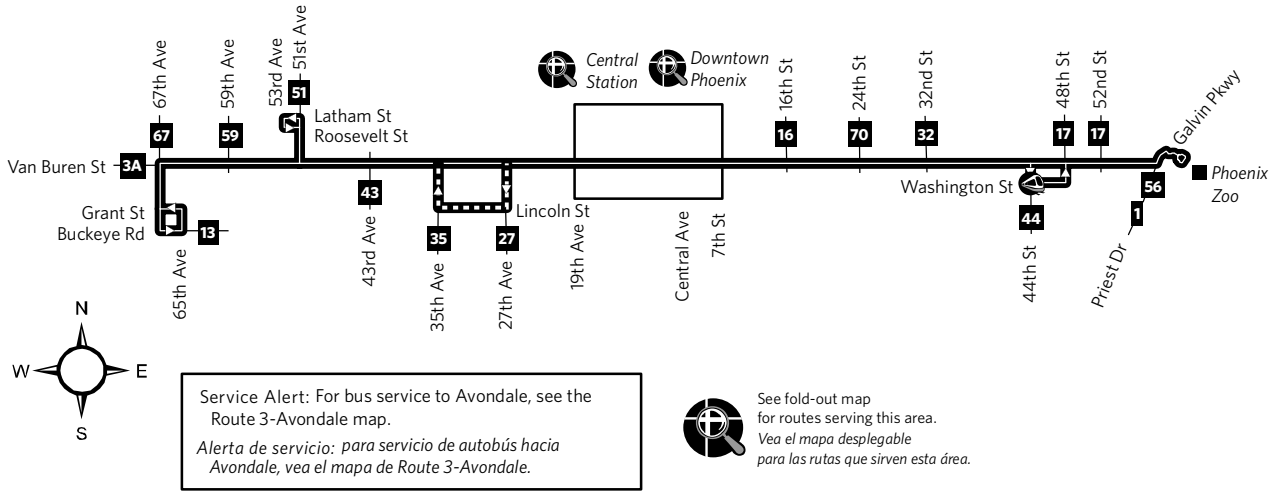 67th Ave
59th Ave
53rd Ave
51st Ave
Central
Station
Downtown
Phoenix
16th St
24th St
32nd St
48th St
52nd St
Galvin Pkwy
51
Latham St
Roosevelt St
67
59
16
70
32
17
17
Van Buren St
3A
43
Washington St
56
Phoenix
Zoo
Grant St
Buckeye Rd
13
Lincoln St
35
27
44
1
65th Ave
43rd Ave
35th Ave
27th Ave
19th Ave
Central Ave
7th St
44th St
Priest Dr
N
W
E
S
Service Alert: For bus service to Avondale, see the
Route 3-Avondale map.
Alerta de servicio: para servicio de autobús hacia
Avondale, vea el mapa de Route 3-Avondale.
See fold-out map
for routes serving this area.
Vea el mapa desplegable
para las rutas que sirven esta área.